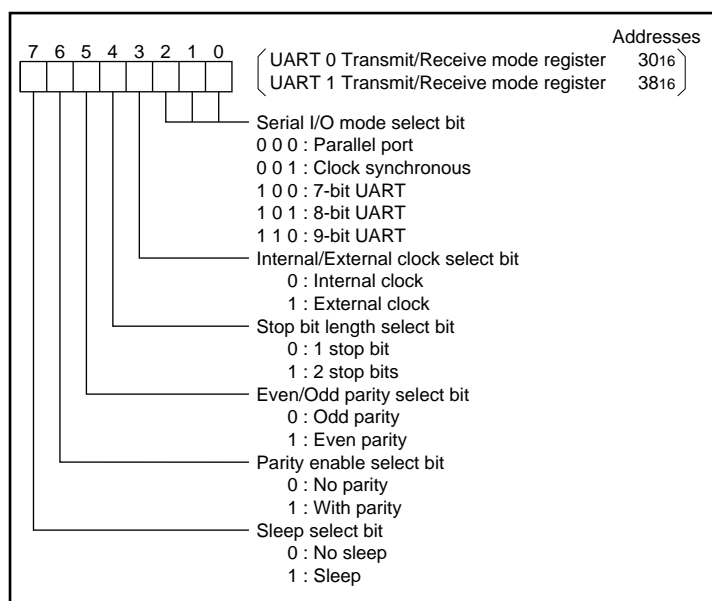 Addresses
7 6 5 4 3 2 1 0
UART 0 Transmit/Receive mode register 3016
UART 1 Transmit/Receive mode register 3816
Serial I/O mode select bit
0 0 0 : Parallel port
0 0 1 : Clock synchronous
1 0 0 : 7-bit UART
1 0 1 : 8-bit UART
1 1 0 : 9-bit UART
Internal/External clock select bit
0 : Internal clock
1 : External clock
Stop bit length select bit
0 : 1 stop bit
1 : 2 stop bits
Even/Odd parity select bit
0 : Odd parity
1 : Even parity
Parity enable select bit
0 : No parity
1 : With parity
Sleep select bit
0 : No sleep
1 : Sleep